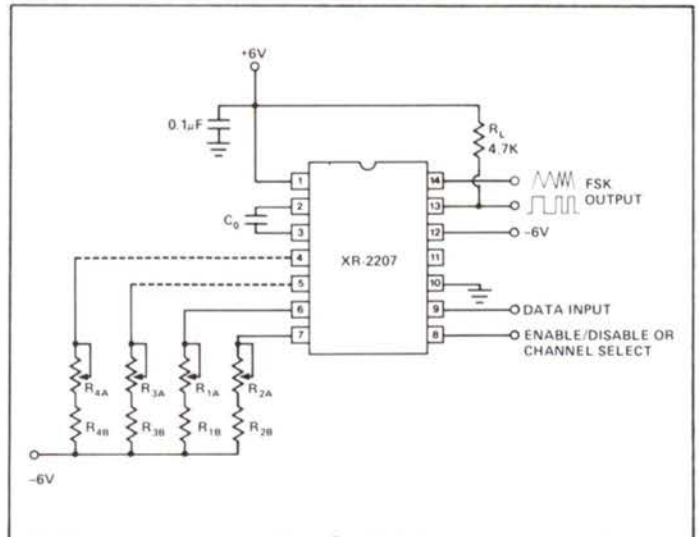 +6V
0.1µF
R_L
4.7K
1
14
FSK
OUTPUT
2
13
C_0
3
12
-6V
4
XR-2207
11
5
10
6
9
DATA INPUT
7
8
ENABLE/DISABLE OR
CHANNEL SELECT
R_4A
R_3A
R_1A
R_2A
R_4B
R_3B
R_1B
R_2B
-6V